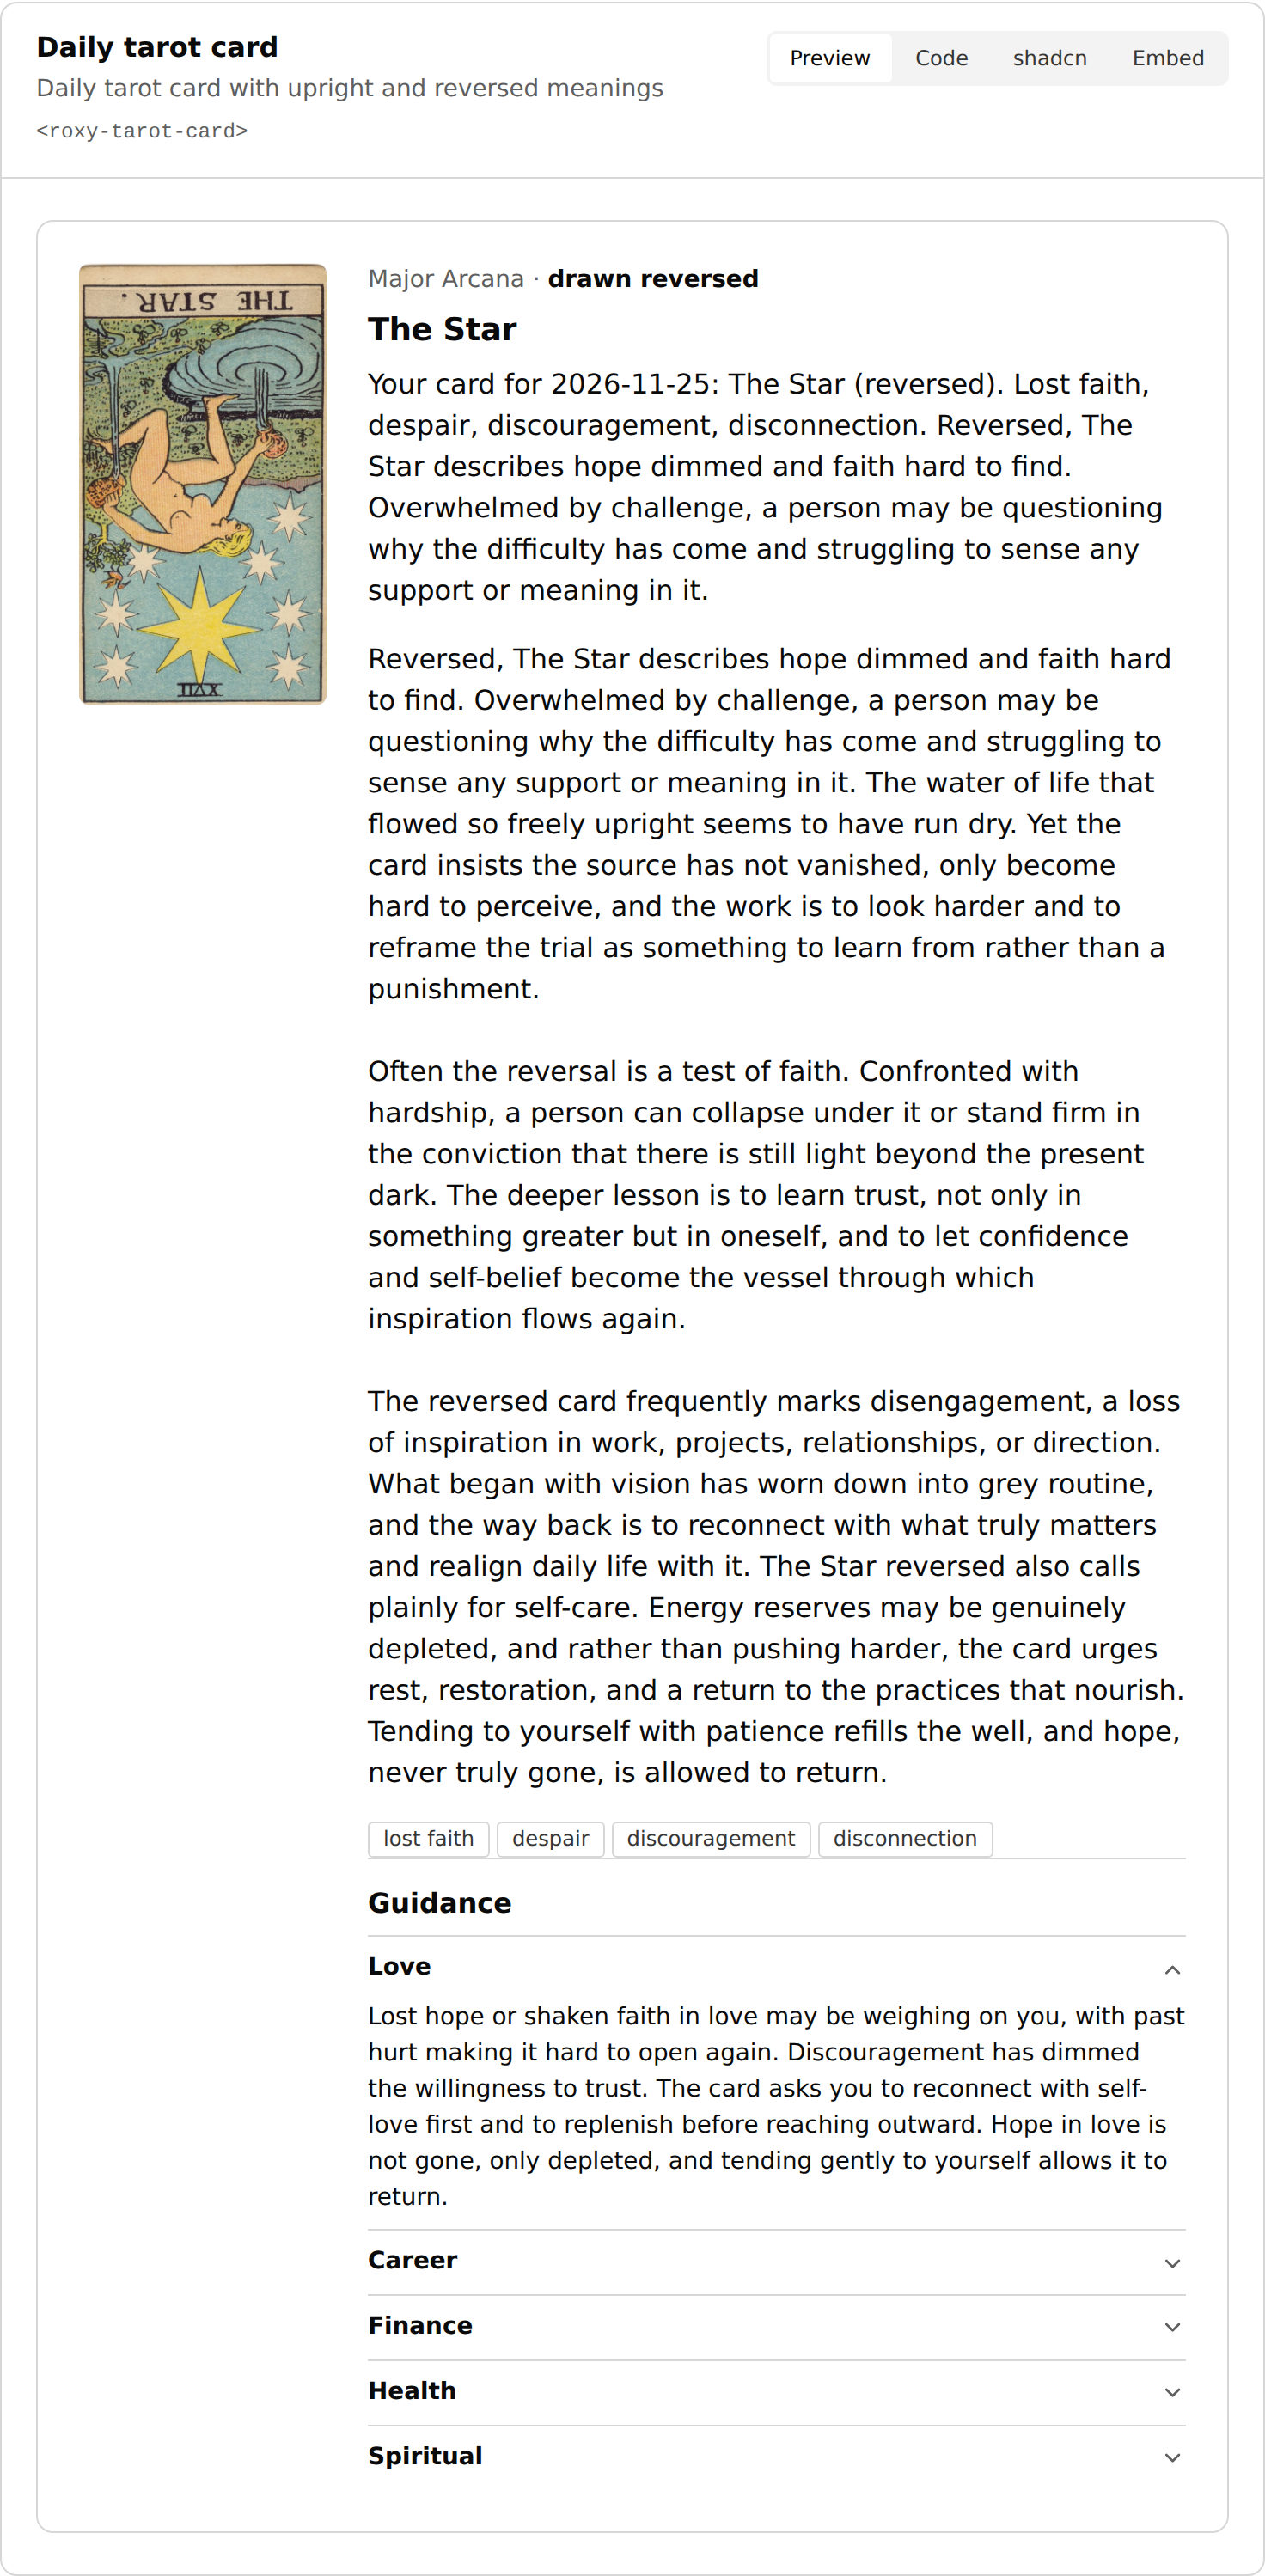 Daily tarot card
Daily tarot card with upright and reversed meanings
<roxy-tarot-card>
Preview
Code
shadcn
Embed
THE STAR.
XVII
Major Arcana · drawn reversed
The Star
Your card for 2026-11-25: The Star (reversed). Lost faith,
despair, discouragement, disconnection. Reversed, The
Star describes hope dimmed and faith hard to find.
Overwhelmed by challenge, a person may be questioning
why the difficulty has come and struggling to sense any
support or meaning in it.
Reversed, The Star describes hope dimmed and faith hard
to find. Overwhelmed by challenge, a person may be
questioning why the difficulty has come and struggling to
sense any support or meaning in it. The water of life that
flowed so freely upright seems to have run dry. Yet the
card insists the source has not vanished, only become
hard to perceive, and the work is to look harder and to
reframe the trial as something to learn from rather than a
punishment.
Often the reversal is a test of faith. Confronted with
hardship, a person can collapse under it or stand firm in
the conviction that there is still light beyond the present
dark. The deeper lesson is to learn trust, not only in
something greater but in oneself, and to let confidence
and self-belief become the vessel through which
inspiration flows again.
The reversed card frequently marks disengagement, a loss
of inspiration in work, projects, relationships, or direction.
What began with vision has worn down into grey routine,
and the way back is to reconnect with what truly matters
and realign daily life with it. The Star reversed also calls
plainly for self-care. Energy reserves may be genuinely
depleted, and rather than pushing harder, the card urges
rest, restoration, and a return to the practices that nourish.
Tending to yourself with patience refills the well, and hope,
never truly gone, is allowed to return.
lost faith
despair
discouragement
disconnection
Guidance
Love
Lost hope or shaken faith in love may be weighing on you, with past
hurt making it hard to open again. Discouragement has dimmed
the willingness to trust. The card asks you to reconnect with self-
love first and to replenish before reaching outward. Hope in love is
not gone, only depleted, and tending gently to yourself allows it to
return.
Career
Finance
Health
Spiritual